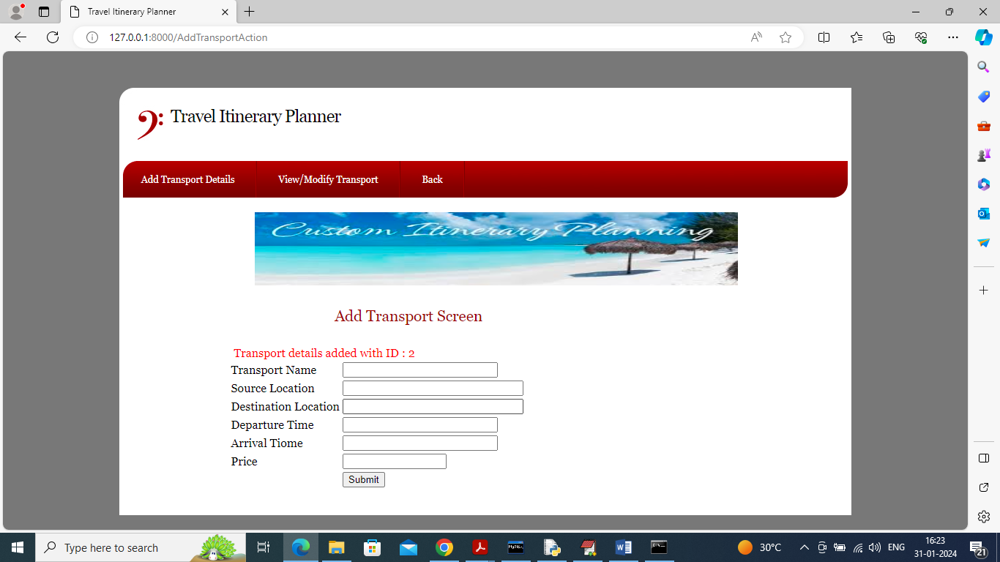 Travel Itinerary Planner
127.0.0.1:8000/AddTransportAction
Travel Itinerary Planner
Add Transport Details View/Modify Transport Back
Custom Itinerary Planning
Add Transport Screen
Transport details added with ID : 2
Transport Name
Source Location
Destination Location
Departure Time
Arrival Tiome
Price
Submit
Type here to search
30°C
ENG
16:23
31-01-2024
21